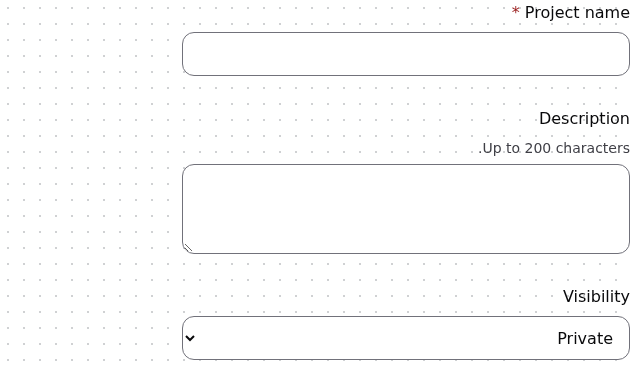 Project name *
Description
Up to 200 characters.
Visibility
Private